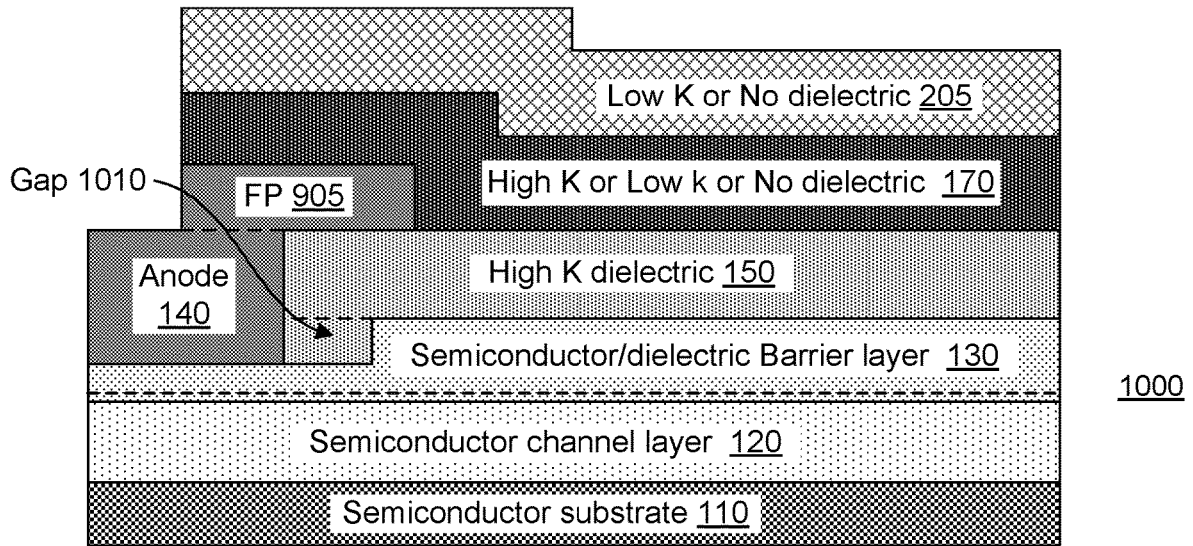 Low K or No dielectric 205
Gap 1010
FP 905
High K or Low k or No dielectric 170
Anode
140
High K dielectric 150
Semiconductor/dielectric Barrier layer 130
1000
Semiconductor channel layer 120
Semiconductor substrate 110